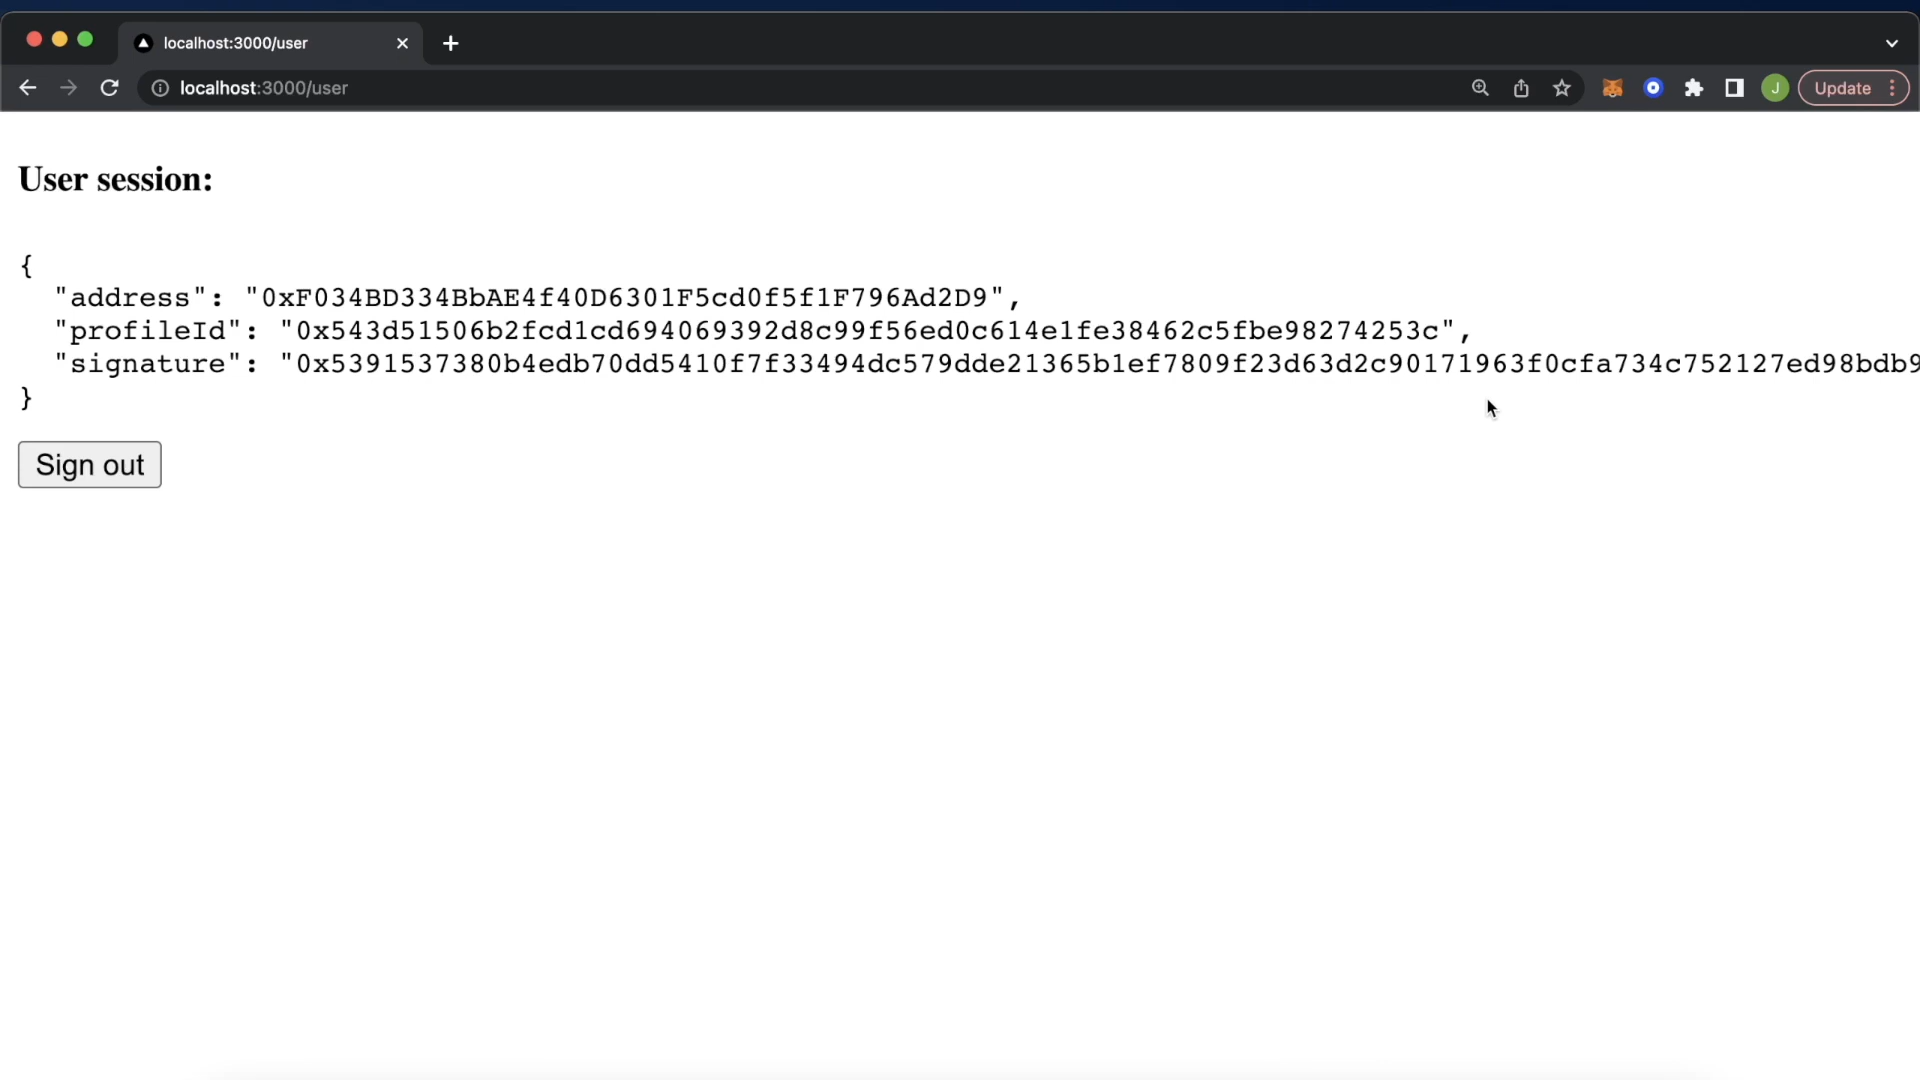 localhost:3000/user
localhost:3000/user
J
Update
User session:
{
"address": "0xF034BD334BbAE4f40D6301F5cd0f5f1F796Ad2D9",
"profileId": "0x543d51506b2fcd1cd694069392d8c99f56ed0c614e1fe38462c5fbe98274253c",
"signature": "0x5391537380b4edb70dd5410f7f33494dc579dde21365b1ef7809f23d63d2c90171963f0cfa734c752127ed98bdb9
}
Sign out